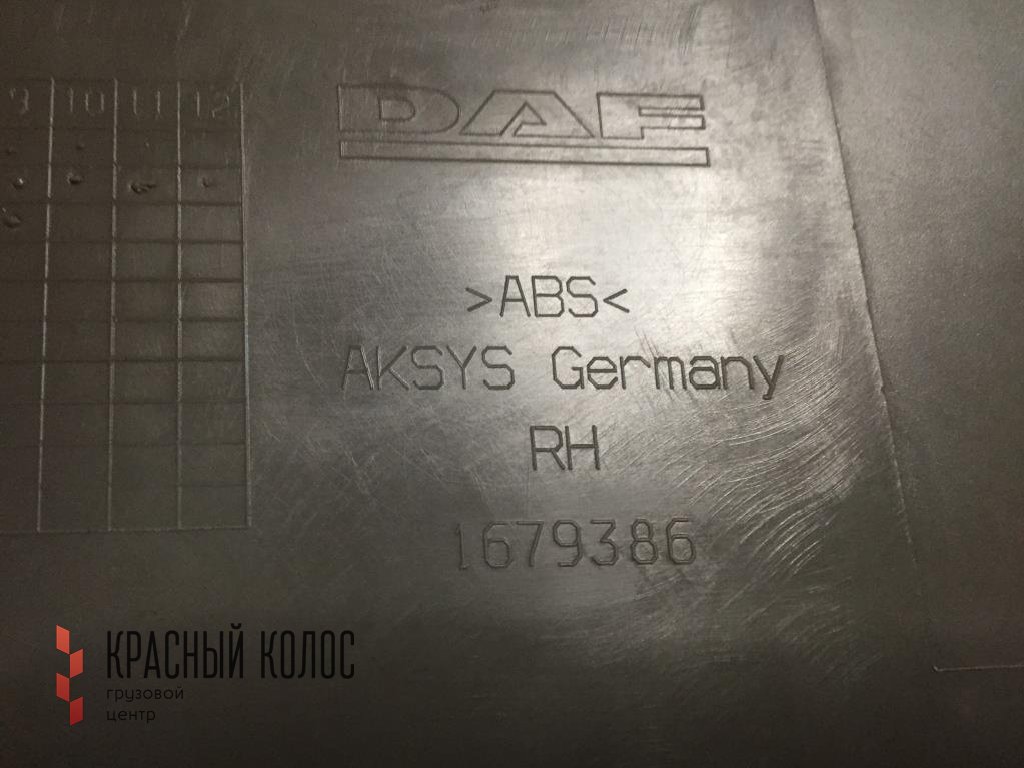 9 10 11 12
DAF
>ABS<
AKSYS Germany
RH
1679386
КРАСНЫЙ КОЛОС
грузовой
центр